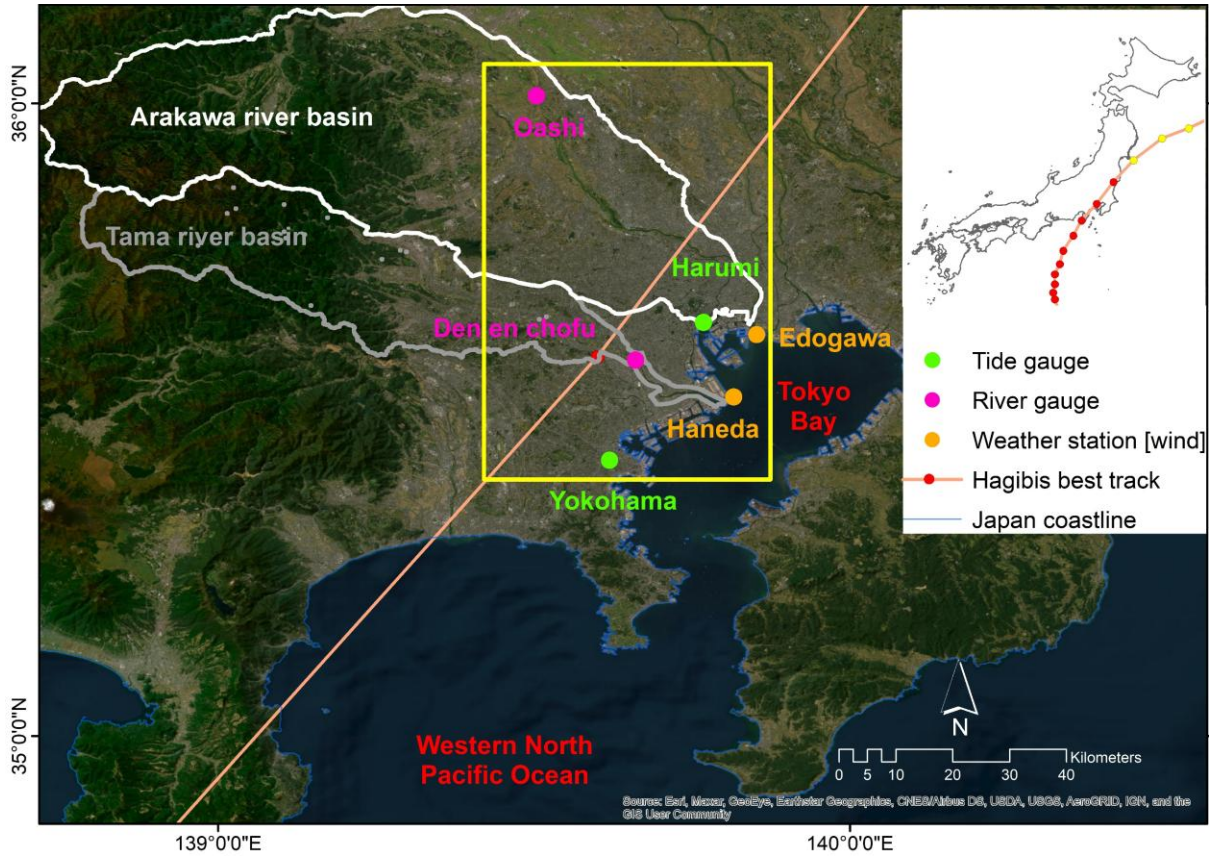 36°0'0"N
Arakawa river basin
Oashi
Tama river basin
Harumi
Den en chofu
Edogawa
Tokyo
Bay
Haneda
Yokohama
Tide gauge
River gauge
Weather station [wind]
Hagibis best track
Japan coastline
35°0'0"N
Western North
Pacific Ocean
N
Kilometers
0 5 10 20 30 40
Source: Esri, Maxar, GeoEye, Earthstar Geographics, CNES/Airbus DS, USDA, USGS, AeroGRID, IGN, and the
GIS User Community
139°0'0"E
140°0'0"E